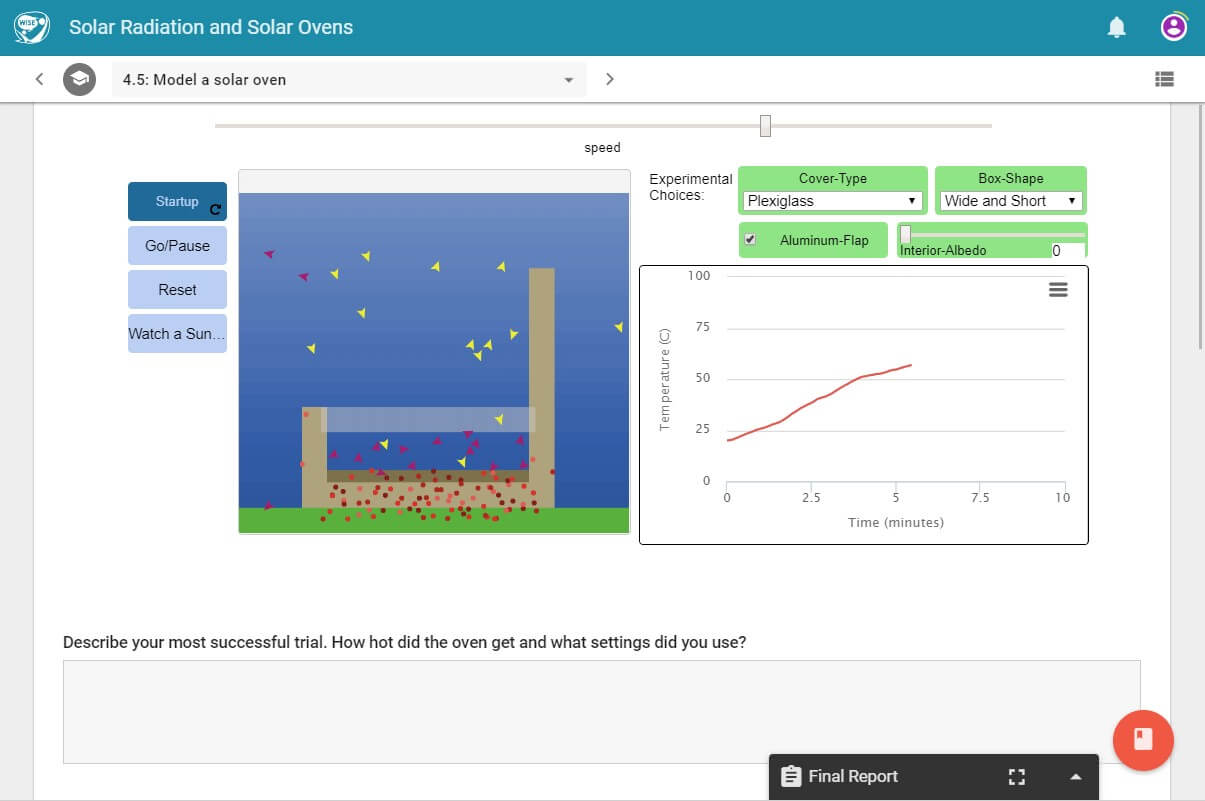 WISE
Solar Radiation and Solar Ovens
4.5: Model a solar oven
speed
Startup
Go/Pause
Reset
Watch a Sun...
Experimental
Choices:
Cover-Type
Plexiglass
Box-Shape
Wide and Short
Aluminum-Flap
Interior-Albedo
0
100
75
50
25
0
Temperature (C)
0
2.5
5
7.5
10
Time (minutes)
Describe your most successful trial. How hot did the oven get and what settings did you use?
Final Report